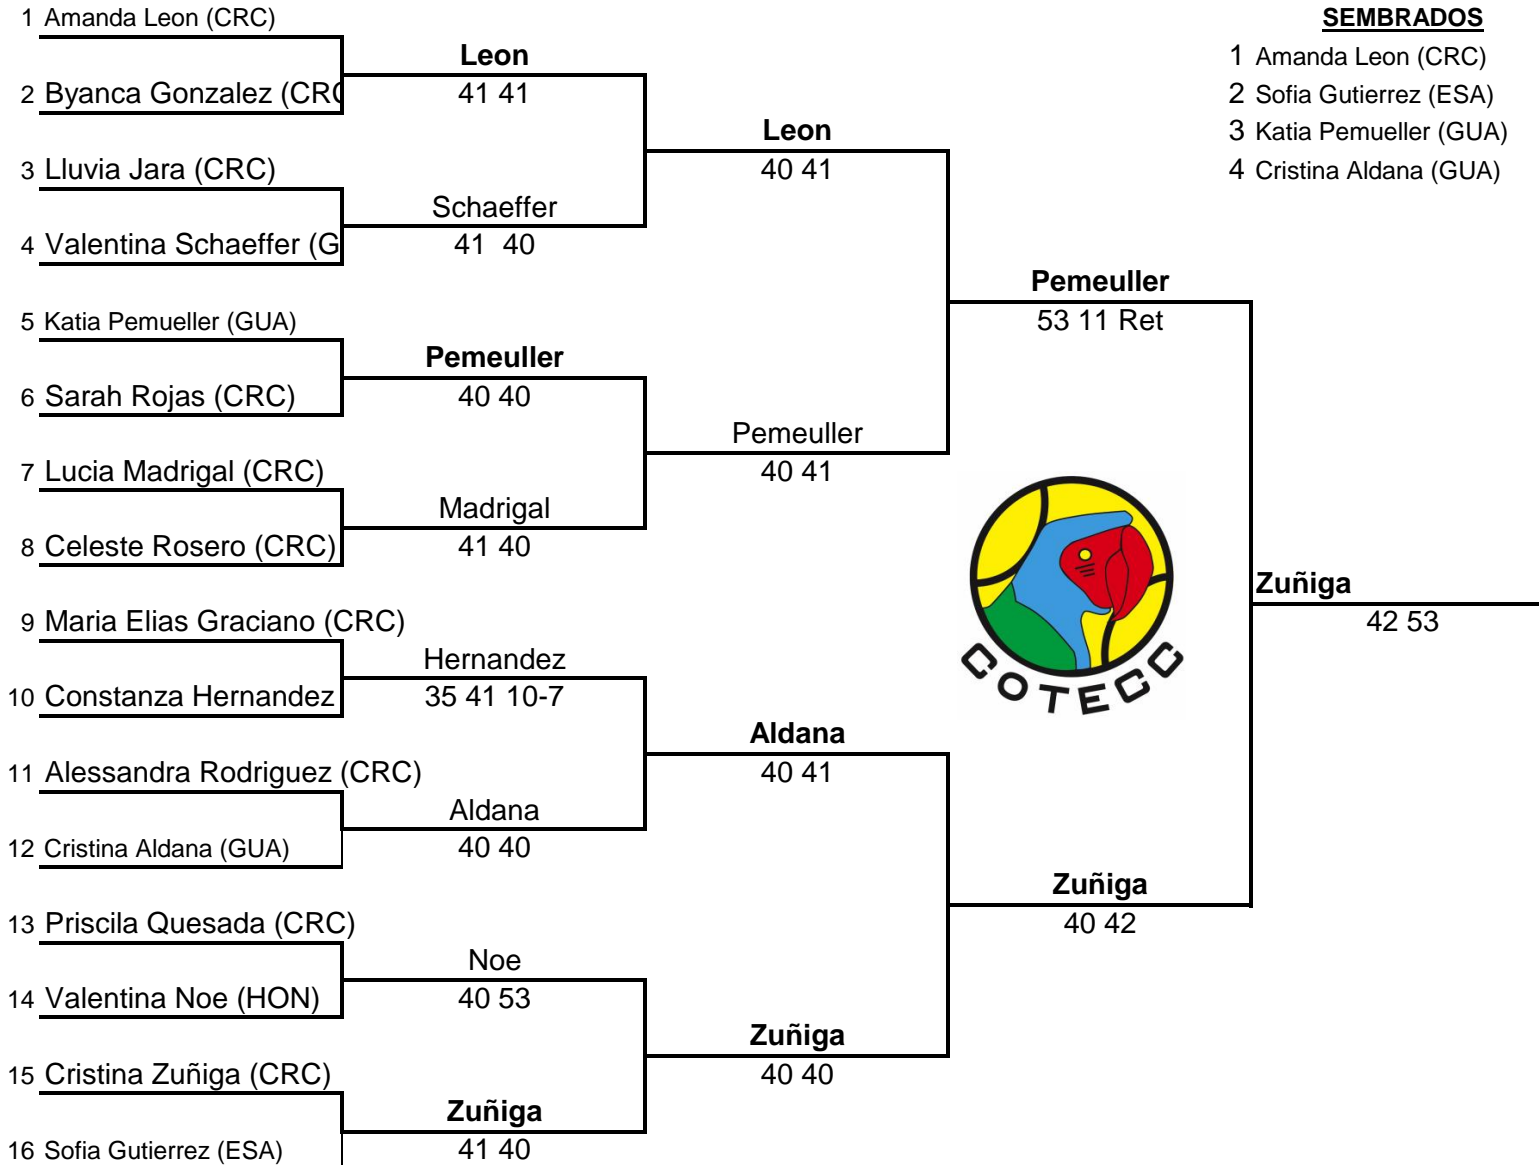 1 Amanda Leon (CRC)
SEMBRADOS
Leon
1 Amanda Leon (CRC)
2 Byanca Gonzalez (CRC
41 41
2 Sofia Gutierrez (ESA)
Leon
3 Katia Pemueller (GUA)
3 Lluvia Jara (CRC)
40 41
4 Cristina Aldana (GUA)
Schaeffer
4 Valentina Schaeffer (G
41 40
Pemeuller
5 Katia Pemueller (GUA)
53 11 Ret
Pemeuller
6 Sarah Rojas (CRC)
40 40
Pemeuller
7 Lucia Madrigal (CRC)
40 41
Madrigal
8 Celeste Rosero (CRC)
41 40
Zuñiga
9 Maria Elias Graciano (CRC)
42 53
Hernandez
10 Constanza Hernandez
35 41 10-7
COTECC
Aldana
11 Alessandra Rodriguez (CRC)
40 41
Aldana
12 Cristina Aldana (GUA)
40 40
Zuñiga
13 Priscila Quesada (CRC)
40 42
Noe
14 Valentina Noe (HON)
40 53
Zuñiga
15 Cristina Zuñiga (CRC)
40 40
Zuñiga
16 Sofia Gutierrez (ESA)
41 40